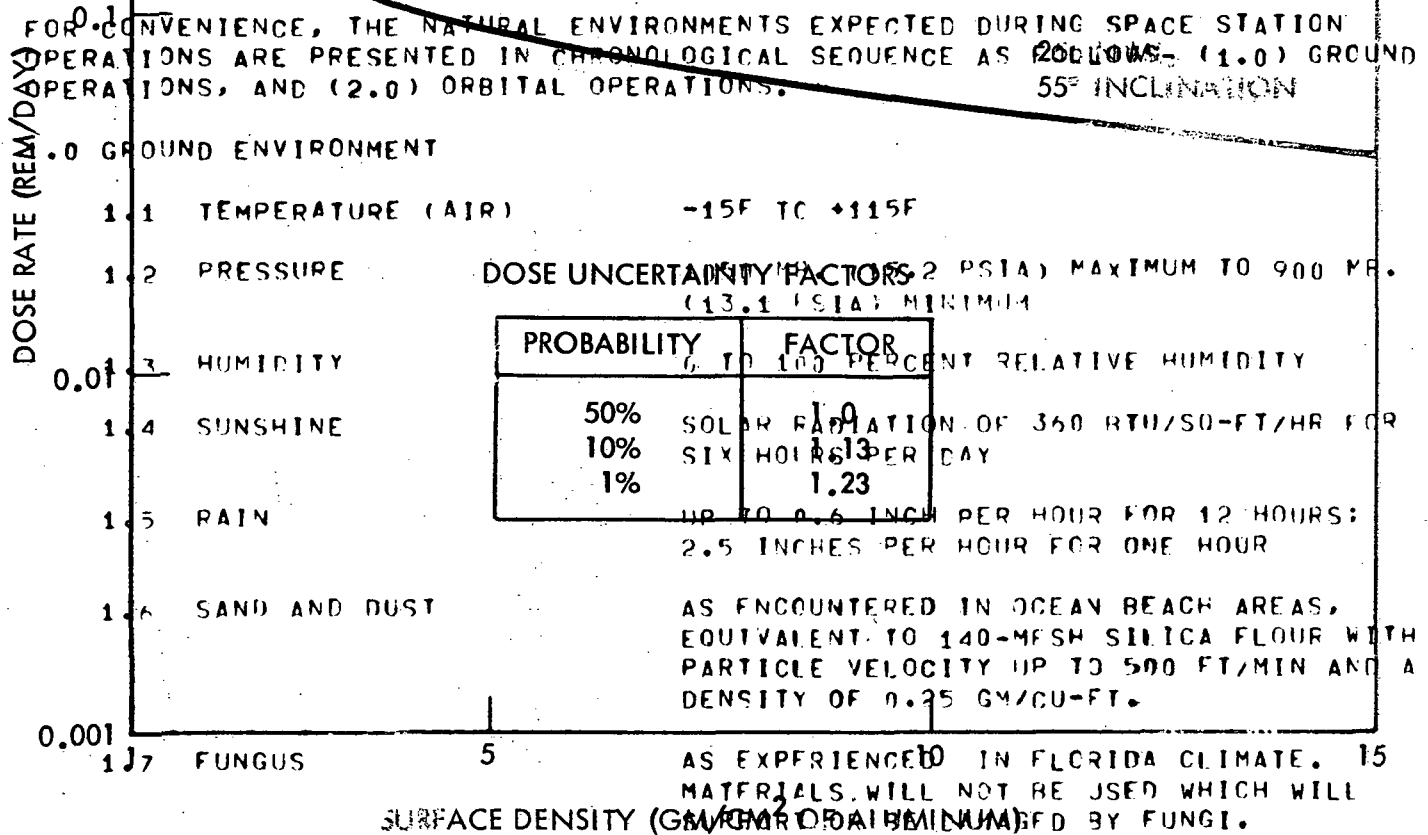 0.1
FOR CONVENIENCE, THE NATURAL ENVIRONMENTS EXPECTED DURING SPACE STATION
OPERATIONS ARE PRESENTED IN CHRONOLOGICAL SEQUENCE AS FOLLOWS- (1.0) GROUND
OPERATIONS, AND (2.0) ORBITAL OPERATIONS.
55° INCLINATION
.0 GROUND ENVIRONMENT
DOSE RATE (REM/DAY)
1.1 TEMPERATURE (AIR) -15F TO +115F
1.2 PRESSURE PSIA) MAXIMUM TO 900 MB.
(13.1 PSIA) MINIMUM
DOSE UNCERTAINTY FACTORS
PROBABILITY FACTOR
0.01
1.3 HUMIDITY 0 TO 100 PERCENT RELATIVE HUMIDITY
50% 1.0
10% 1.13
1% 1.23
1.4 SUNSHINE SOLAR RADIATION OF 360 BTU/SQ-FT/HR FOR
SIX HOURS PER DAY
1.5 RAIN UP TO 0.6 INCH PER HOUR FOR 12 HOURS;
2.5 INCHES PER HOUR FOR ONE HOUR
1.6 SAND AND DUST AS ENCOUNTERED IN OCEAN BEACH AREAS,
EQUIVALENT TO 140-MESH SILICA FLOUR WITH
PARTICLE VELOCITY UP TO 500 FT/MIN AND A
DENSITY OF 0.25 GM/CU-FT.
0.001
5 10 15
1.7 FUNGUS AS EXPERIENCED IN FLORIDA CLIMATE.
MATERIALS WILL NOT BE USED WHICH WILL
BY FUNGI.
SURFACE DENSITY (GM/CM² OF ALUMINUM)